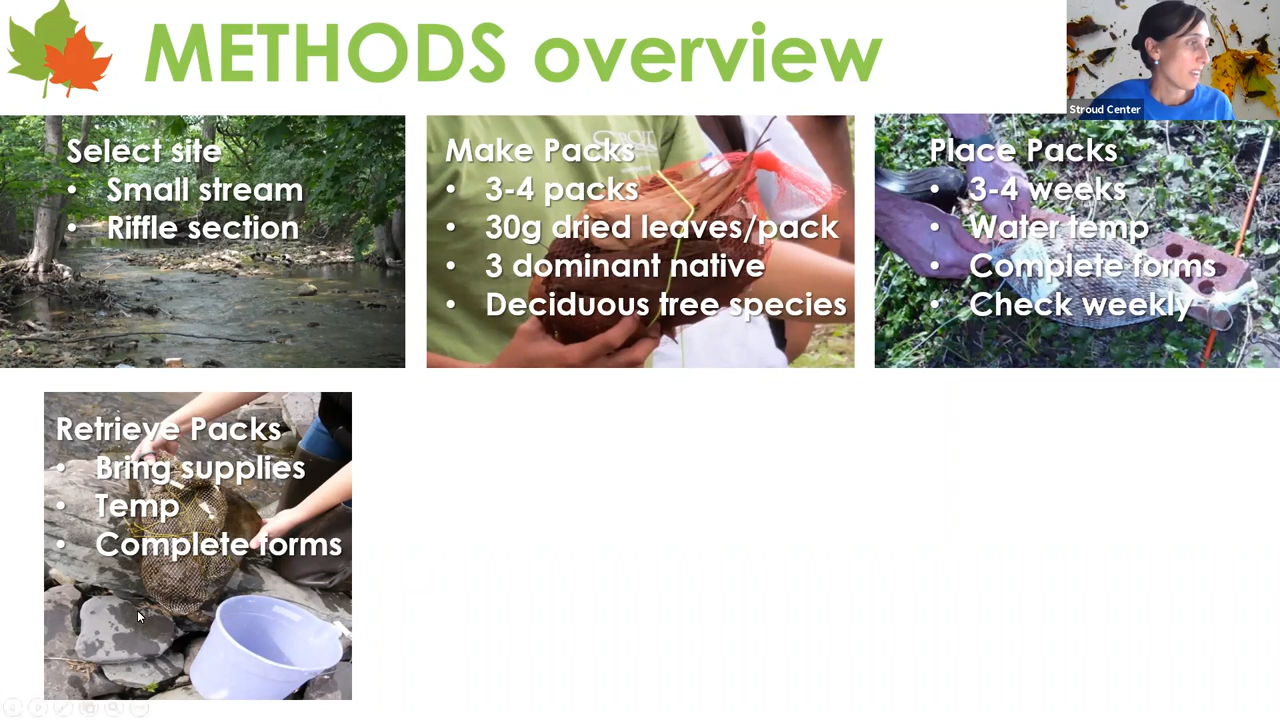 METHODS overview
Stroud Center
Select site
• Small stream
• Riffle section
Make Packs
• 3-4 packs
• 30g dried leaves/pack
• 3 dominant native
• Deciduous tree species
Place Packs
• 3-4 weeks
• Water temp
• Complete forms
• Check weekly
Retrieve Packs
• Bring supplies
• Temp
• Complete forms